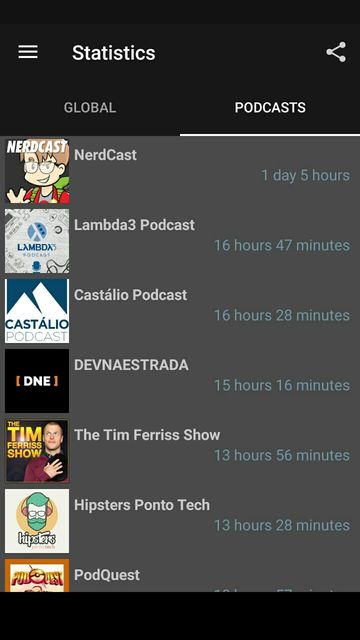 Statistics
GLOBAL
PODCASTS
NERDCAST
NerdCast
1 day 5 hours
LAMBDA3
PODCAST
Lambda3 Podcast
16 hours 47 minutes
CASTÁLIO
PODCAST
Castálio Podcast
16 hours 28 minutes
[ DNE ]
DEVNAESTRADA
15 hours 16 minutes
THE
TIM
FERRISS
SHOW
The Tim Ferriss Show
13 hours 56 minutes
hipsters
ponto tech
Hipsters Ponto Tech
13 hours 28 minutes
PODQUEST
PodQuest